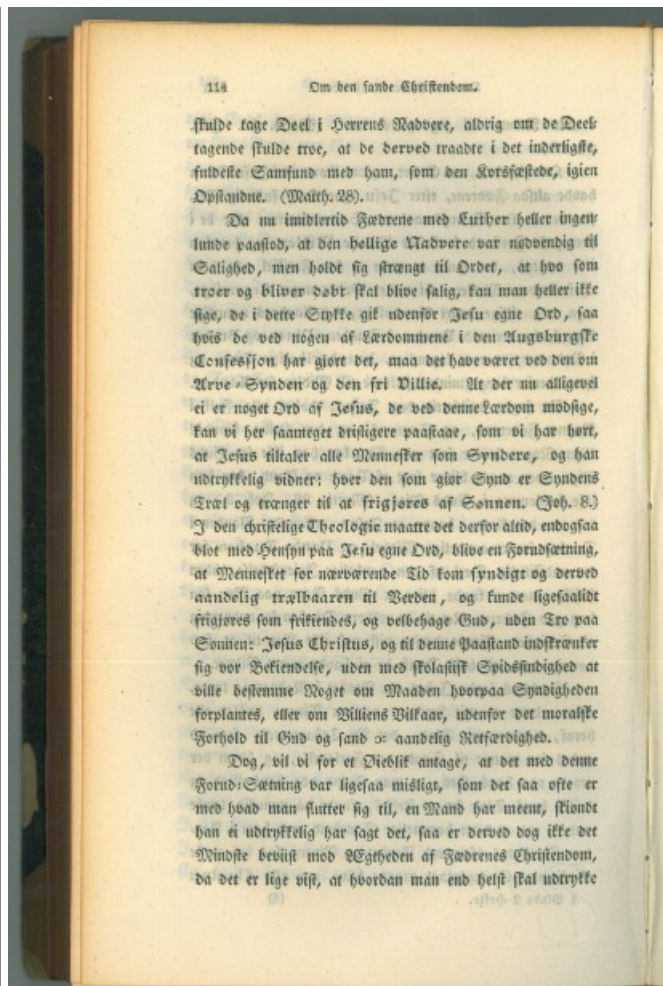 114 Om den sande Christendom.
skulde tage Deel i Herrens Nadvere, aldrig om de Deel-
tagende skulde troe, at de derved traadte i det inderligste,
fuldeste Samfund med ham, som den Korsfæstede, igien
Opstandne. (Matth. 28).
Da nu imidlertid Fædrene med Luther heller ingen-
lunde paastod, at den hellige Nadvere var nødvendig til
Salighed, men holdt sig strængt til Ordet, at hvo som
troer og bliver døbt skal blive salig, kan man heller ikke
sige, de i dette Stykke gik udenfor Jesu egne Ord, saa
hvis de ved nogen af Lærdommene i den Augsburgske
Confession har gjort det, maa det have været ved den om
Arve-Synden og den fri Villie. At der nu alligevel
ei er noget Ord af Jesus, de ved denne Lærdom modsige,
kan vi her saameget dristigere paastaae, som vi har hørt,
at Jesus tiltaler alle Mennesker som Syndere, og han
udtrykkelig vidner: hver den som giør Synd er Syndens
Træl og trænger til at frigjøres af Sønnen. (Joh. 8.)
I den christelige Theologie maatte det derfor altid, endogsaa
blot med Hensyn paa Jesu egne Ord, blive en Forudsætning,
at Mennesket for nærværende Tid kom syndigt og derved
aandelig trælbaaren til Verden, og kunde ligesaalidt
frigjøres som frikiendes, og velbehage Gud, uden Tro paa
Sønnen: Jesus Christus, og til denne Paastand indskrænker
sig vor Bekiendelse, uden med skolastisk Spidsfindighed at
ville bestemme Noget om Maaden hvorpaa Syndigheden
forplantes, eller om Villiens Vilkaar, udenfor det moralske
Forhold til Gud og sand ɔ: aandelig Retfærdighed.
Dog, vil vi for et Øieblik antage, at det med denne
Forud-Sætning var ligesaa misligt, som det saa ofte er
med hvad man slutter sig til, en Mand har meent, skiøndt
han ei udtrykkelig har sagt det, saa er derved dog ikke det
Mindste beviist mod Ægtheden af Fædrenes Christendom,
da det er lige vist, at hvordan man end helst skal udtrykke